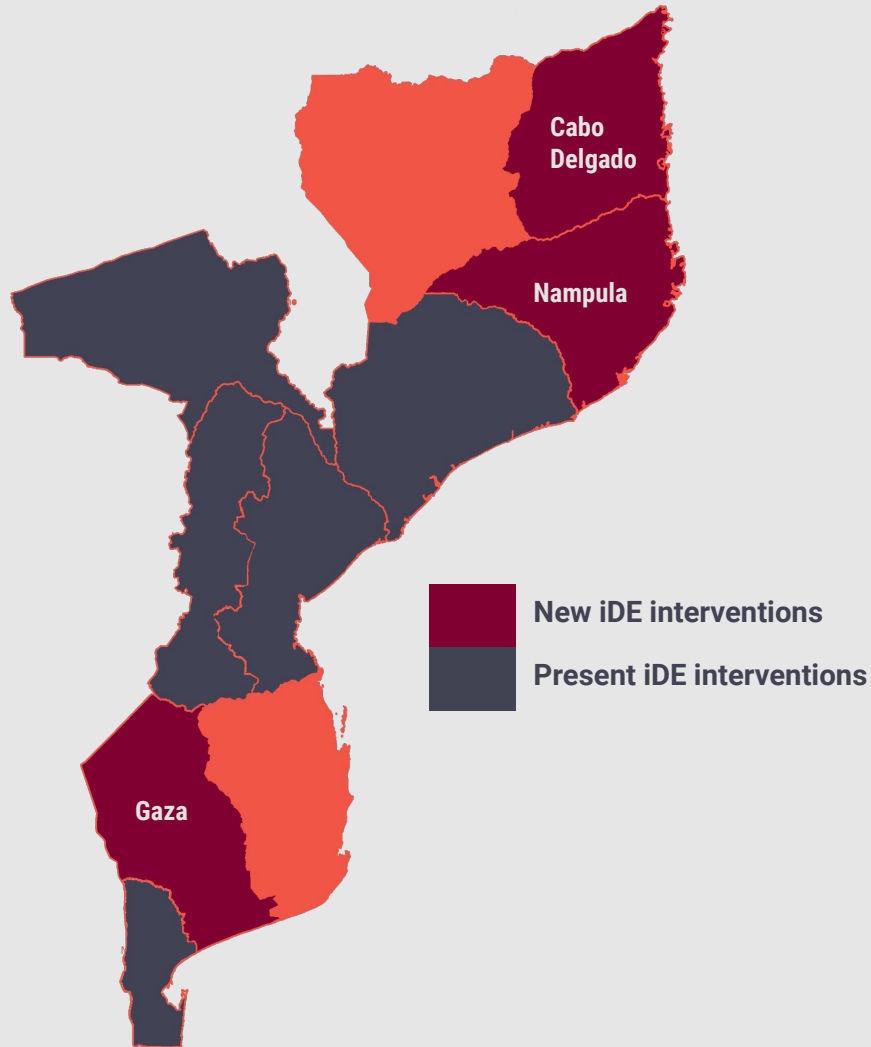 Cabo
Delgado
Nampula
New iDE interventions
Present iDE interventions
Gaza